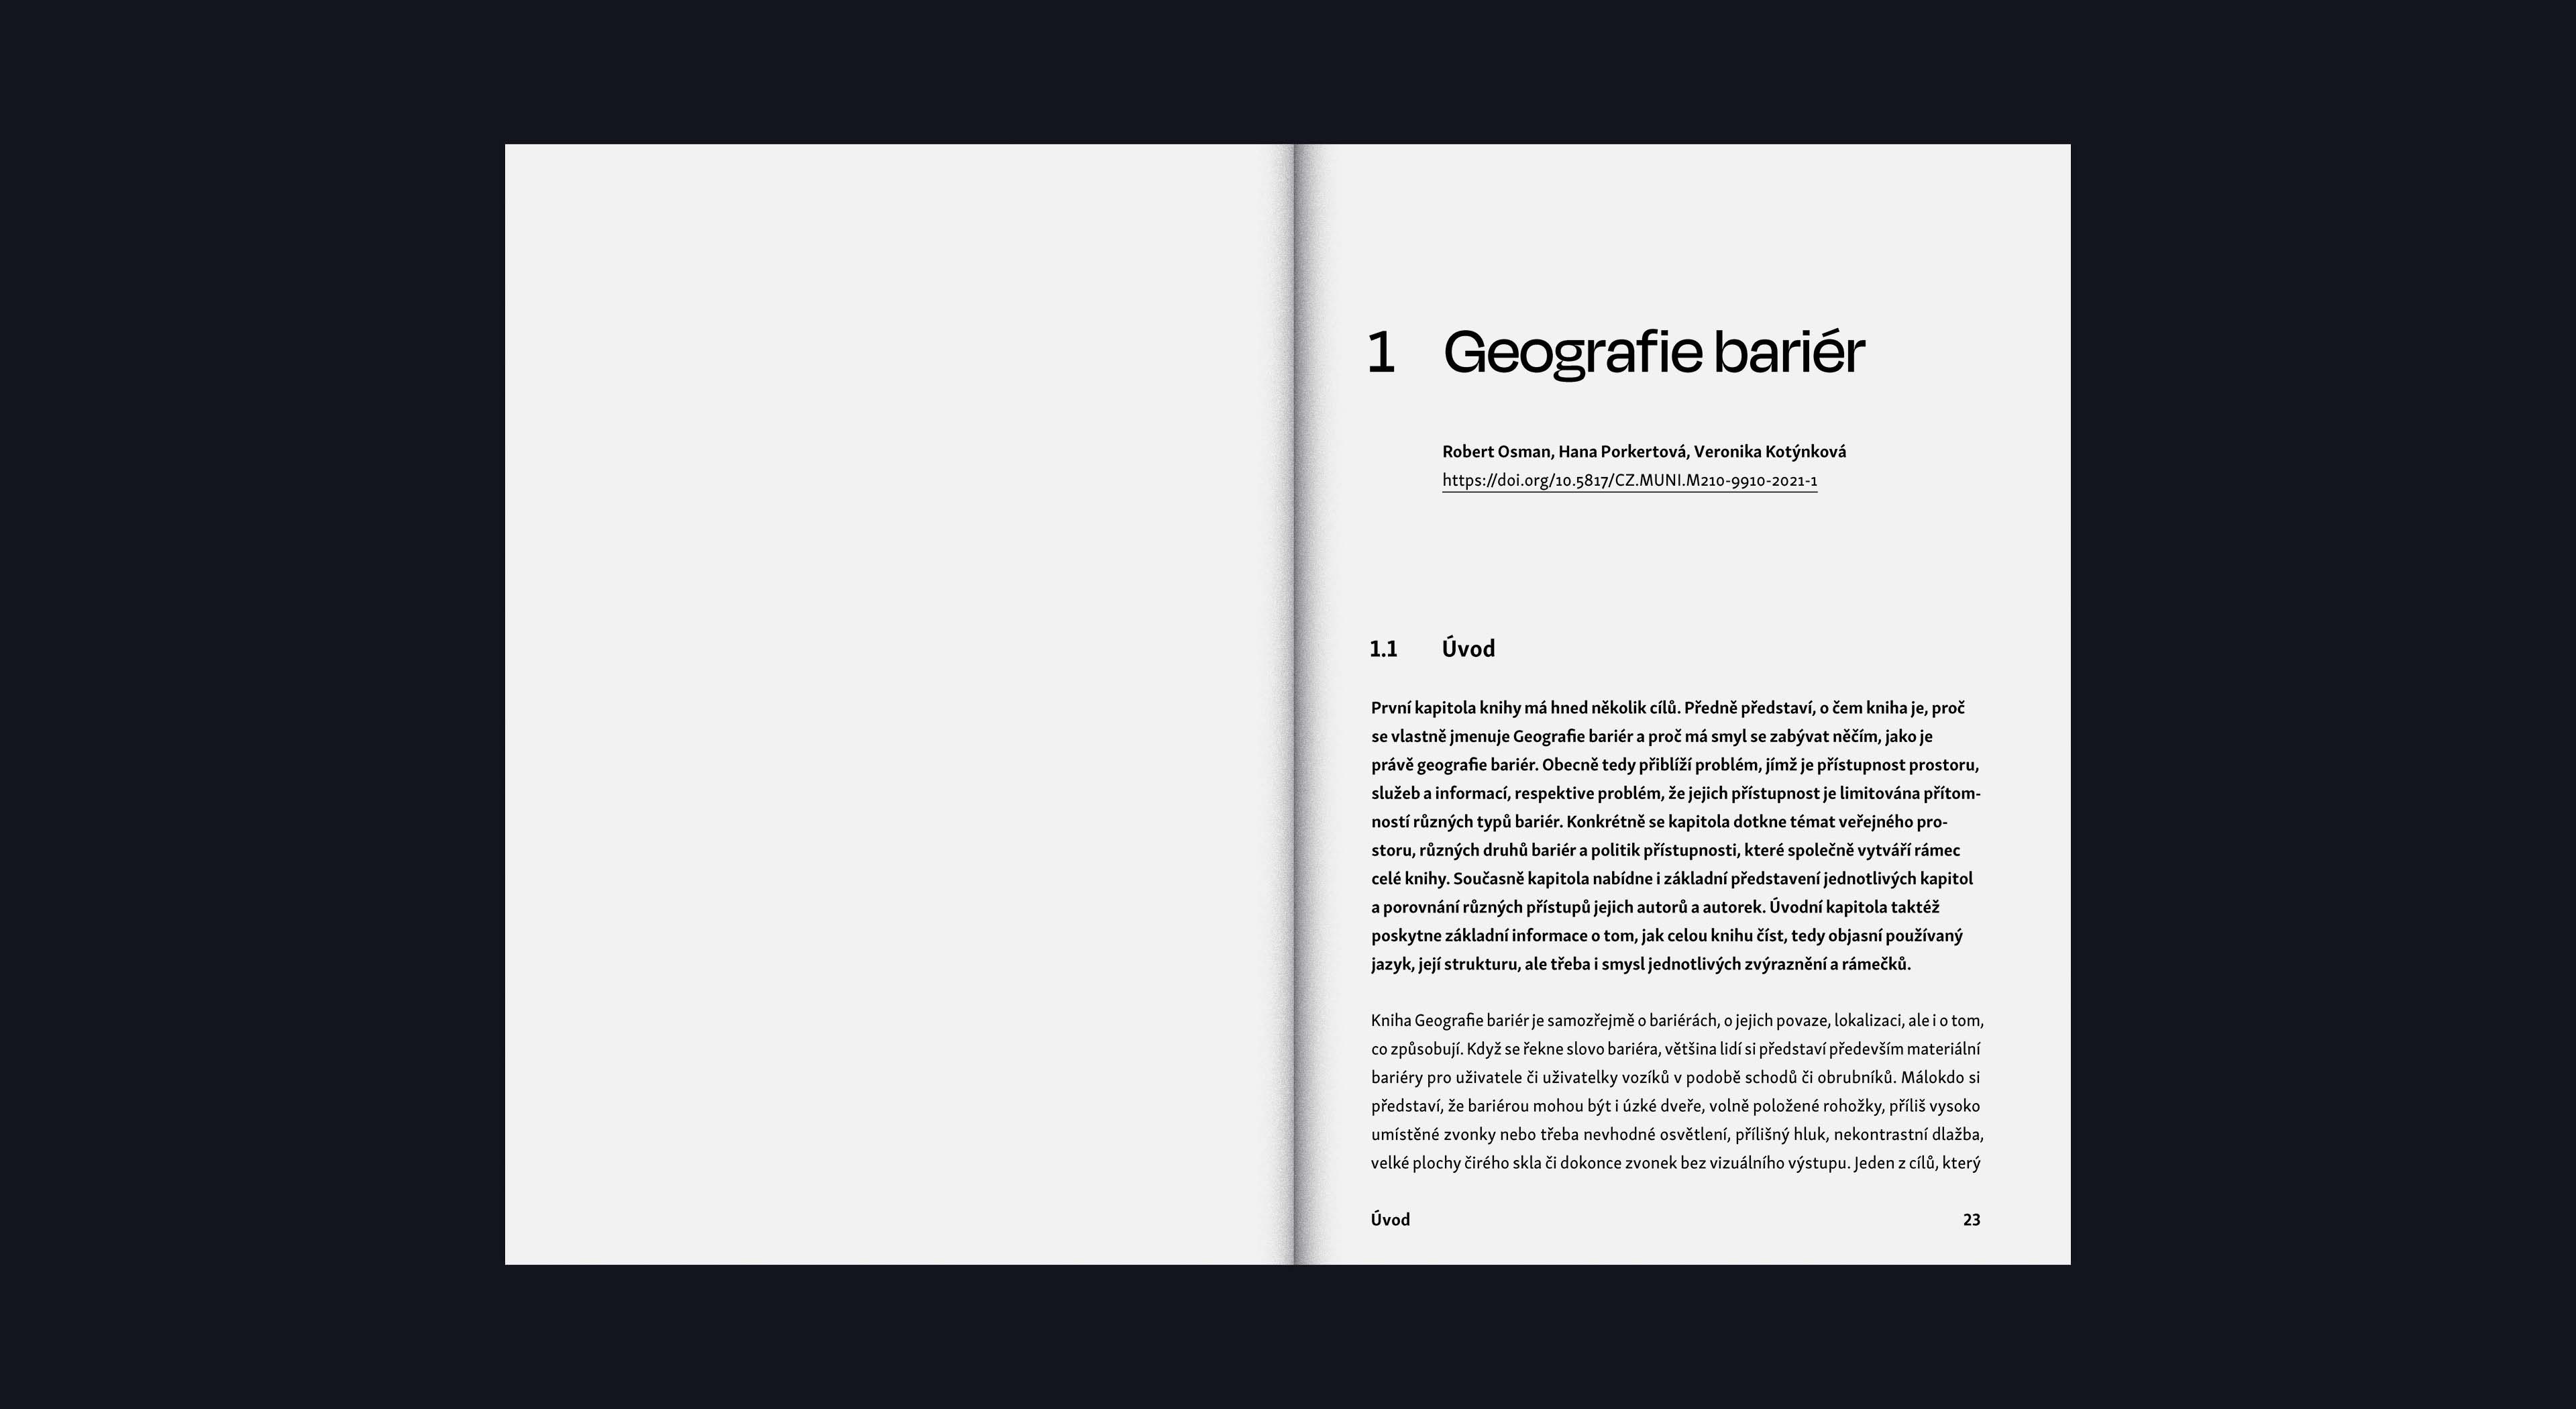 1 Geografie bariér
Robert Osman, Hana Porkertová, Veronika Kotýnková
https://doi.org/10.5817/CZ.MUNI.M210-9910-2021-1
1.1 Úvod
První kapitola knihy má hned několik cílů. Předně představí, o čem kniha je, proč
se vlastně jmenuje Geografie bariér a proč má smyl se zabývat něčím, jako je
právě geografie bariér. Obecně tedy přiblíží problém, jímž je přístupnost prostoru,
služeb a informací, respektive problém, že jejich přístupnost je limitována přítom-
ností různých typů bariér. Konkrétně se kapitola dotkne témat veřejného pro-
storu, různých druhů bariér a politik přístupnosti, které společně vytváří rámec
celé knihy. Současně kapitola nabídne i základní představení jednotlivých kapitol
a porovnání různých přístupů jejich autorů a autorek. Úvodní kapitola taktéž
poskytne základní informace o tom, jak celou knihu číst, tedy objasní používaný
jazyk, její strukturu, ale třeba i smysl jednotlivých zvýraznění a rámečků.
Kniha Geografie bariér je samozřejmě o bariérách, o jejich povaze, lokalizaci, ale i o tom,
co způsobují. Když se řekne slovo bariéra, většina lidí si představí především materiální
bariéry pro uživatele či uživatelky vozíků v podobě schodů či obrubníků. Málokdo si
představí, že bariérou mohou být i úzké dveře, volně položené rohožky, příliš vysoko
umístěné zvonky nebo třeba nevhodné osvětlení, přílišný hluk, nekontrastní dlažba,
velké plochy čirého skla či dokonce zvonek bez vizuálního výstupu. Jeden z cílů, který
Úvod 23